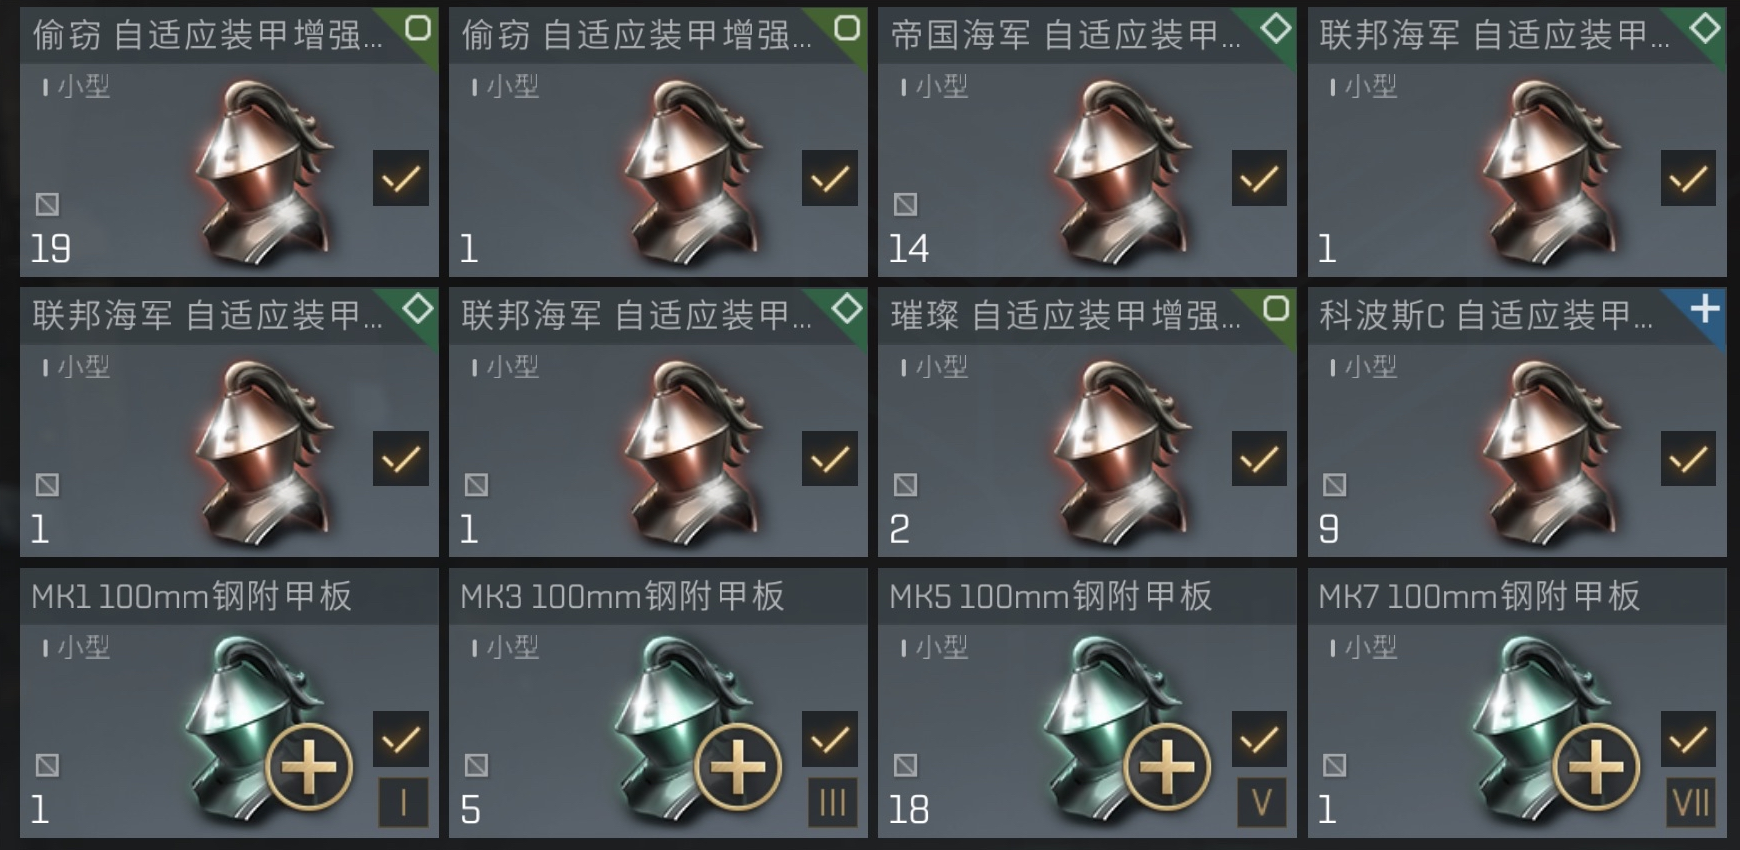 偷窃 自适应装甲增强...
偷窃 自适应装甲增强...
帝国海军 自适应装甲...
联邦海军 自适应装甲...
小型
小型
小型
小型
19
1
14
1
联邦海军 自适应装甲...
联邦海军 自适应装甲...
璀璨 自适应装甲增强...
科波斯C 自适应装甲...
小型
小型
小型
小型
1
1
2
9
MK1 100mm钢附甲板
MK3 100mm钢附甲板
MK5 100mm钢附甲板
MK7 100mm钢附甲板
小型
小型
小型
小型
1
I
5
III
18
V
1
VII